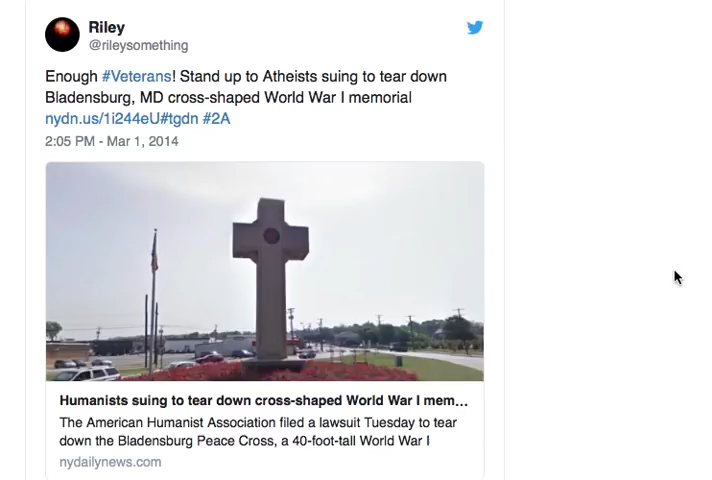 Riley
@rileysomething
Enough #Veterans! Stand up to Atheists suing to tear down
Bladensburg, MD cross-shaped World War I memorial
nydn.us/1i244eU#tgdn #2A
2:05 PM - Mar 1, 2014
Humanists suing to tear down cross-shaped World War I mem...
The American Humanist Association filed a lawsuit Tuesday to tear
down the Bladensburg Peace Cross, a 40-foot-tall World War I
nydailynews.com